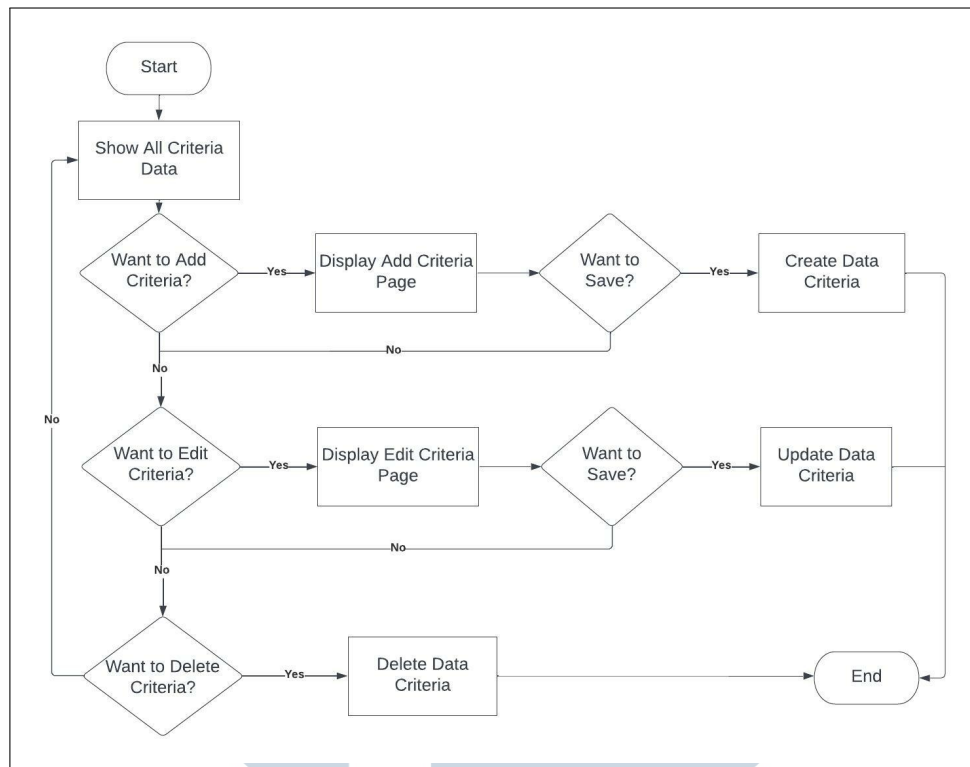 Start
Show All Criteria
Data
Want to Add
Criteria?
Yes
Display Add Criteria
Page
Want to
Save?
Yes
Create Data
Criteria
No
No
No
Want to Edit
Criteria?
Yes
Display Edit Criteria
Page
Want to
Save?
Yes
Update Data
Criteria
No
No
Want to Delete
Criteria?
Yes
Delete Data
Criteria
End